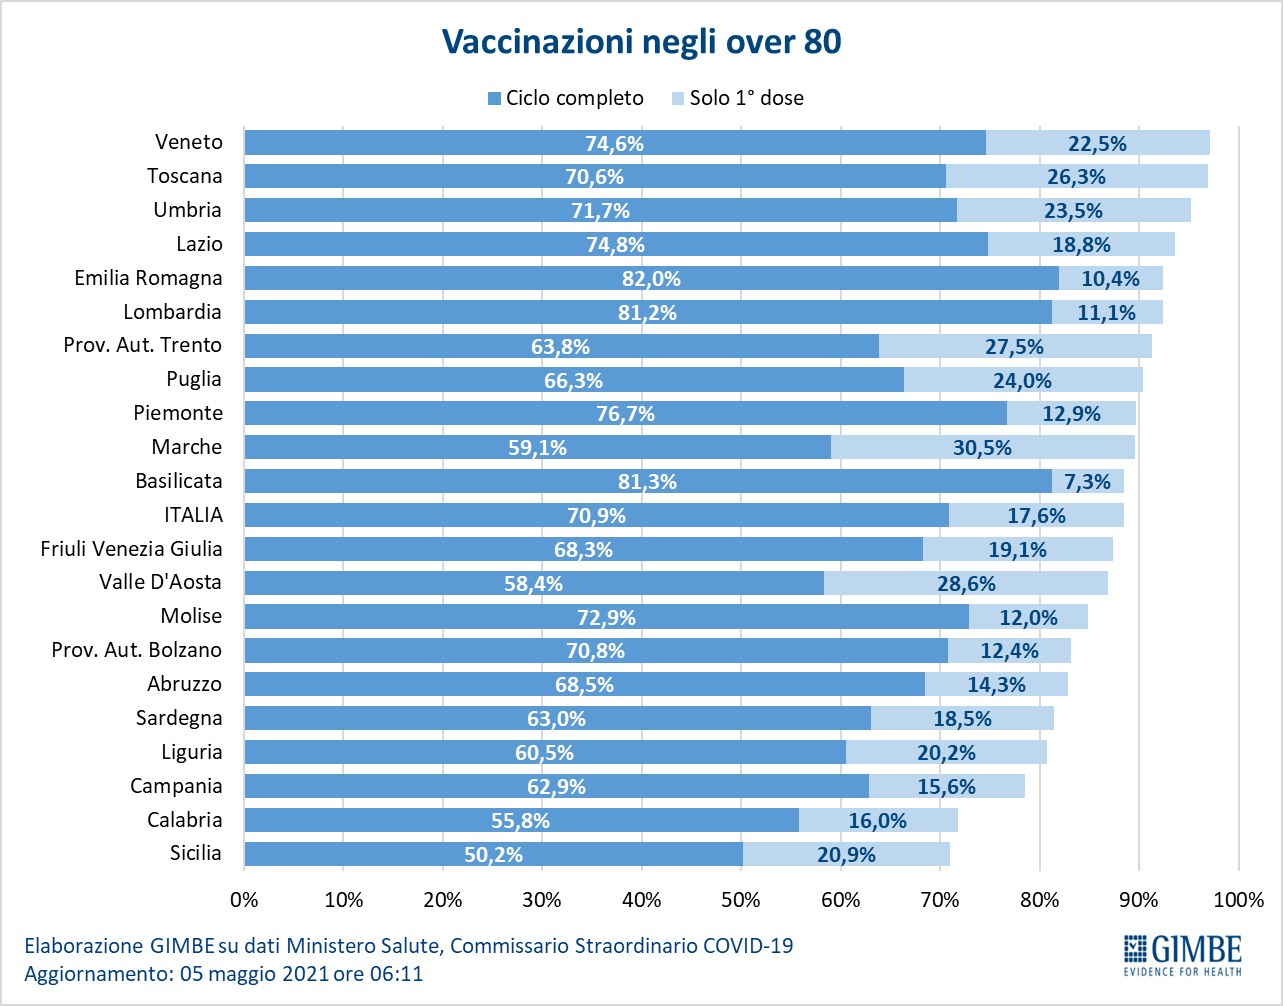 Vaccinazioni negli over 80
Ciclo completo Solo 1° dose
Veneto 74,6% 22,5%
Toscana 70,6% 26,3%
Umbria 71,7% 23,5%
Lazio 74,8% 18,8%
Emilia Romagna 82,0% 10,4%
Lombardia 81,2% 11,1%
Prov. Aut. Trento 63,8% 27,5%
Puglia 66,3% 24,0%
Piemonte 76,7% 12,9%
Marche 59,1% 30,5%
Basilicata 81,3% 7,3%
ITALIA 70,9% 17,6%
Friuli Venezia Giulia 68,3% 19,1%
Valle D'Aosta 58,4% 28,6%
Molise 72,9% 12,0%
Prov. Aut. Bolzano 70,8% 12,4%
Abruzzo 68,5% 14,3%
Sardegna 63,0% 18,5%
Liguria 60,5% 20,2%
Campania 62,9% 15,6%
Calabria 55,8% 16,0%
Sicilia 50,2% 20,9%
0% 10% 20% 30% 40% 50% 60% 70% 80% 90% 100%
Elaborazione GIMBE su dati Ministero Salute, Commissario Straordinario COVID-19
Aggiornamento: 05 maggio 2021 ore 06:11
GIMBE
EVIDENCE FOR HEALTH